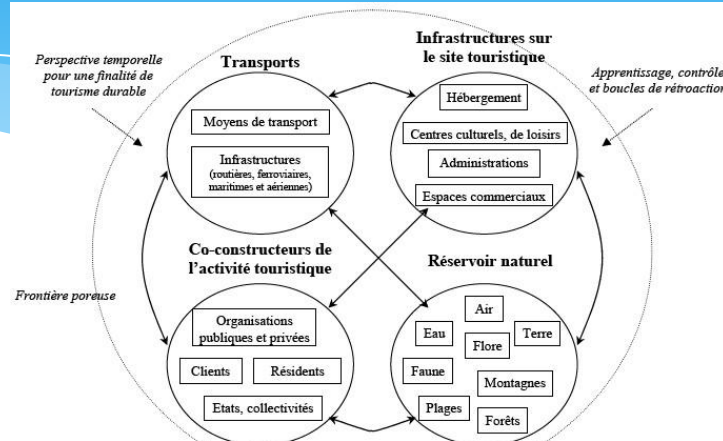 Perspective temporelle
pour une finalité de
tourisme durable
Transports
Moyens de transport
Infrastructures
(routières, ferroviaires,
maritimes et aériennes)
Infrastructures sur
le site touristique
Hébergement
Centres culturels, de loisirs
Administrations
Espaces commerciaux
Apprentissage, contrôle
et boucles de rétroaction
Frontière poreuse
Co-constructeurs de
l'activité touristique
Organisations
publiques et privées
Clients
Résidents
Etats, collectivités
Réservoir naturel
Air
Eau
Terre
Flore
Faune
Montagnes
Plages
Forêts